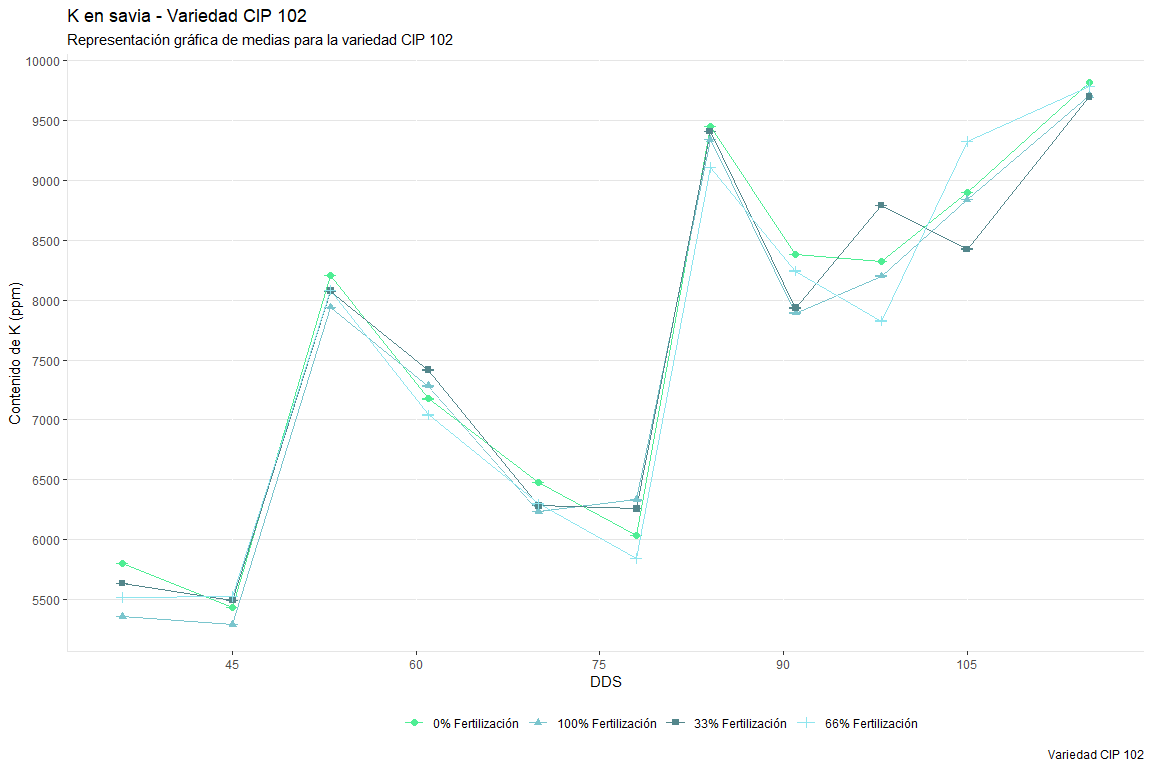 K en savia - Variedad CIP 102
Representación gráfica de medias para la variedad CIP 102
Contenido de K (ppm)
10000
9500
9000
8500
8000
7500
7000
6500
6000
5500
45 60 75 90 105
DDS
0% Fertilización 100% Fertilización 33% Fertilización 66% Fertilización
Variedad CIP 102